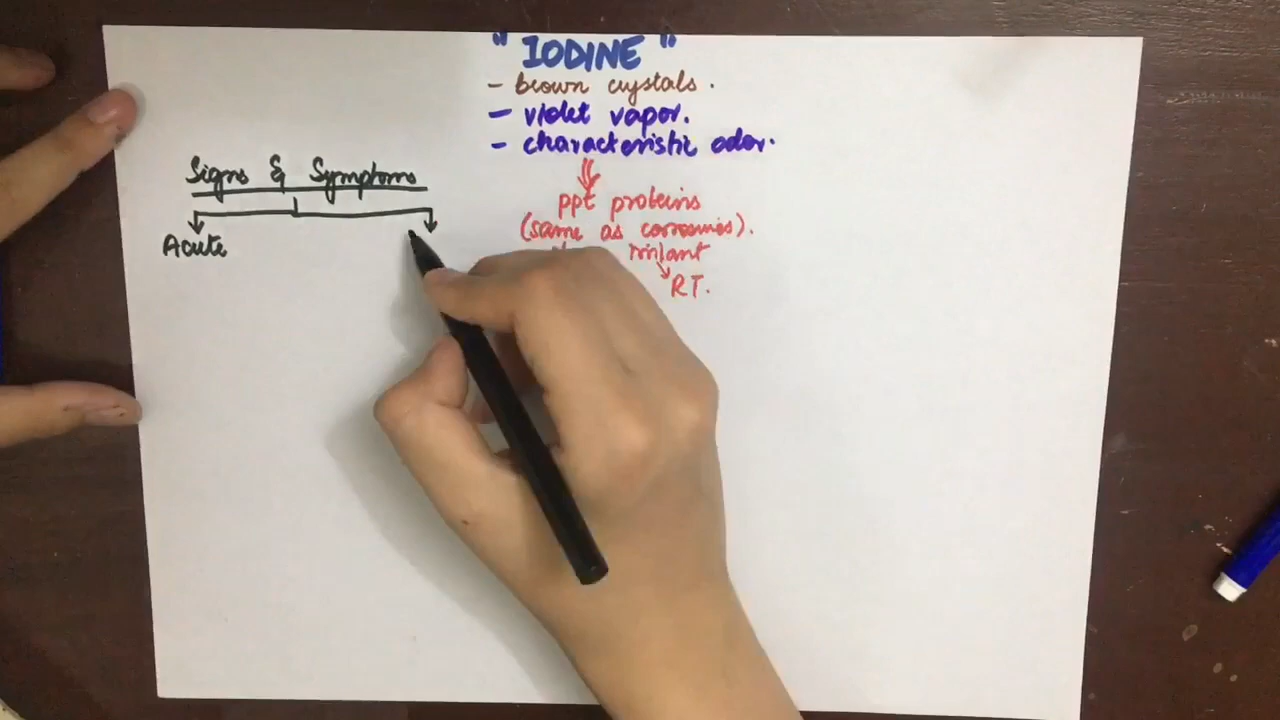 " IODINE "
- brown crystals.
- violet vapor.
- characteristic odor.
ppt proteins
(same as corrosives).
irritant
RT.
Signs & Symptoms
Acute